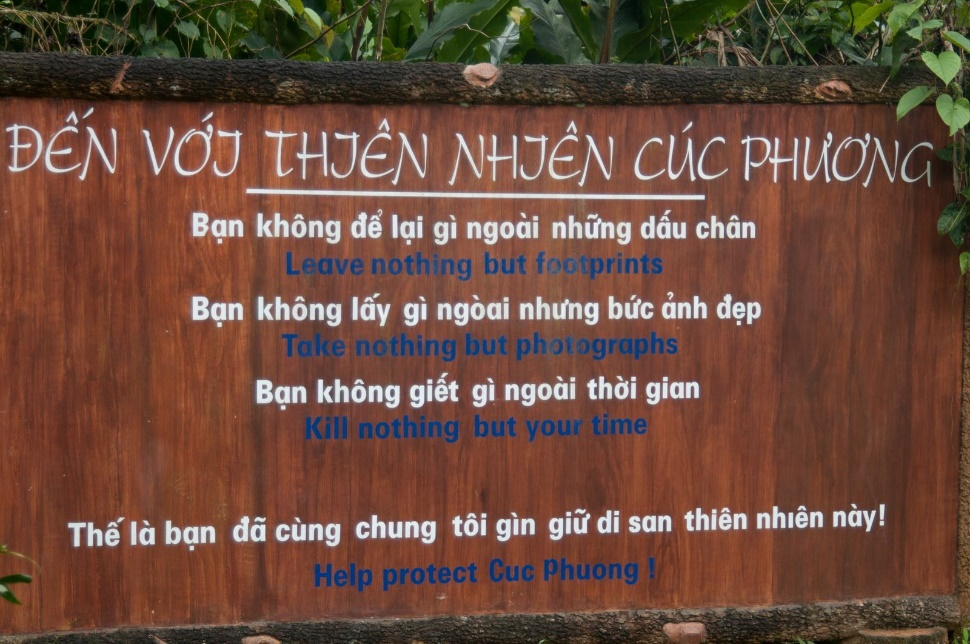 ĐẾN VỚI THIÊN NHIÊN CÚC PHƯƠNG
Bạn không để lại gì ngoài những dấu chân
Leave nothing but footprints
Bạn không lấy gì ngòai nhưng bức ảnh đẹp
Take nothing but photographs
Bạn không giết gì ngoài thời gian
Kill nothing but your time
Thế là bạn đã cùng chung tôi gìn giữ di san thiên nhiên này!
Help protect Cuc Phuong !